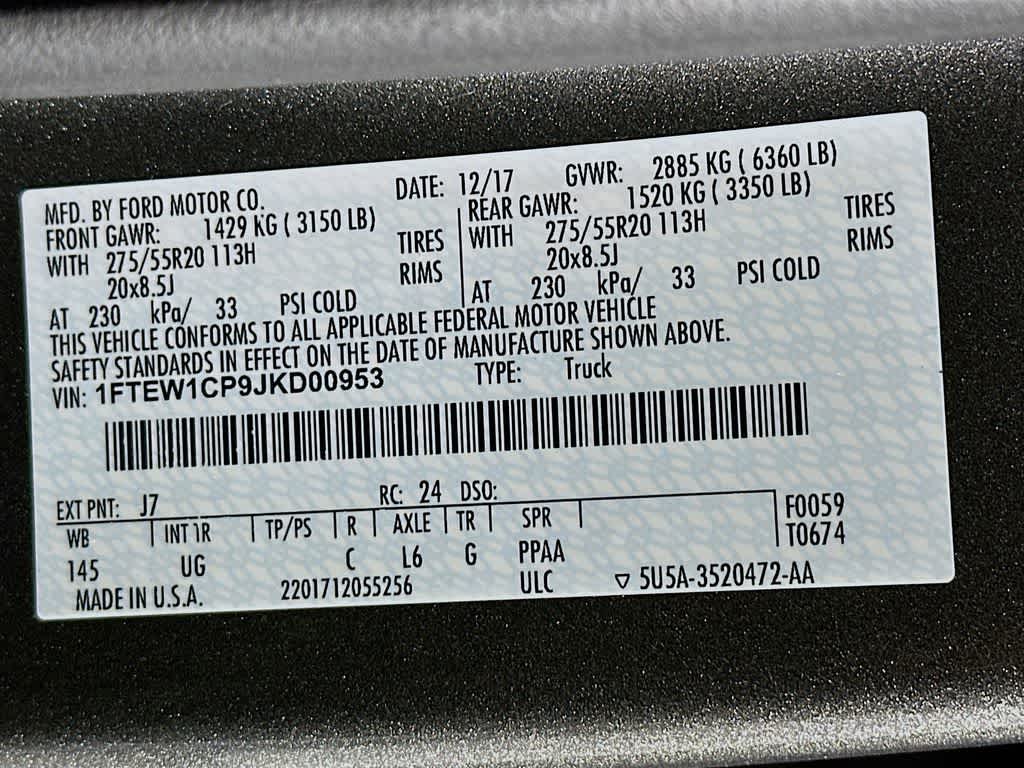 MFD. BY FORD MOTOR CO. DATE: 12/17 GVWR: 2885 KG ( 6360 LB)
FRONT GAWR: 1429 KG ( 3150 LB) REAR GAWR: 1520 KG ( 3350 LB)
WITH 275/55R20 113H TIRES WITH 275/55R20 113H TIRES
20x8.5J RIMS 20x8.5J RIMS
AT 230 kPa/ 33 PSI COLD AT 230 kPa/ 33 PSI COLD
THIS VEHICLE CONFORMS TO ALL APPLICABLE FEDERAL MOTOR VEHICLE
SAFETY STANDARDS IN EFFECT ON THE DATE OF MANUFACTURE SHOWN ABOVE.
VIN: 1FTEW1CP9JKD00953 TYPE: Truck
EXT PNT: J7 RC: 24 DSO: F0059
WB INT TR TP/PS R AXLE TR SPR T0674
145 UG C L6 G PPAA
MADE IN U.S.A. 2201712055256 ULC ▽ 5U5A-3520472-AA